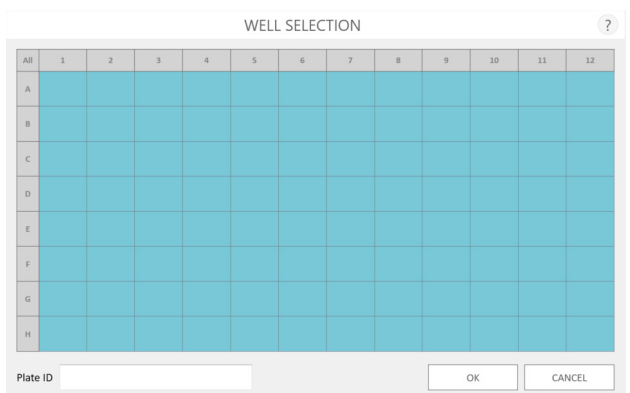 WELL SELECTION ?
All 1 2 3 4 5 6 7 8 9 10 11 12
A
B
C
D
E
F
G
H
Plate ID OK CANCEL